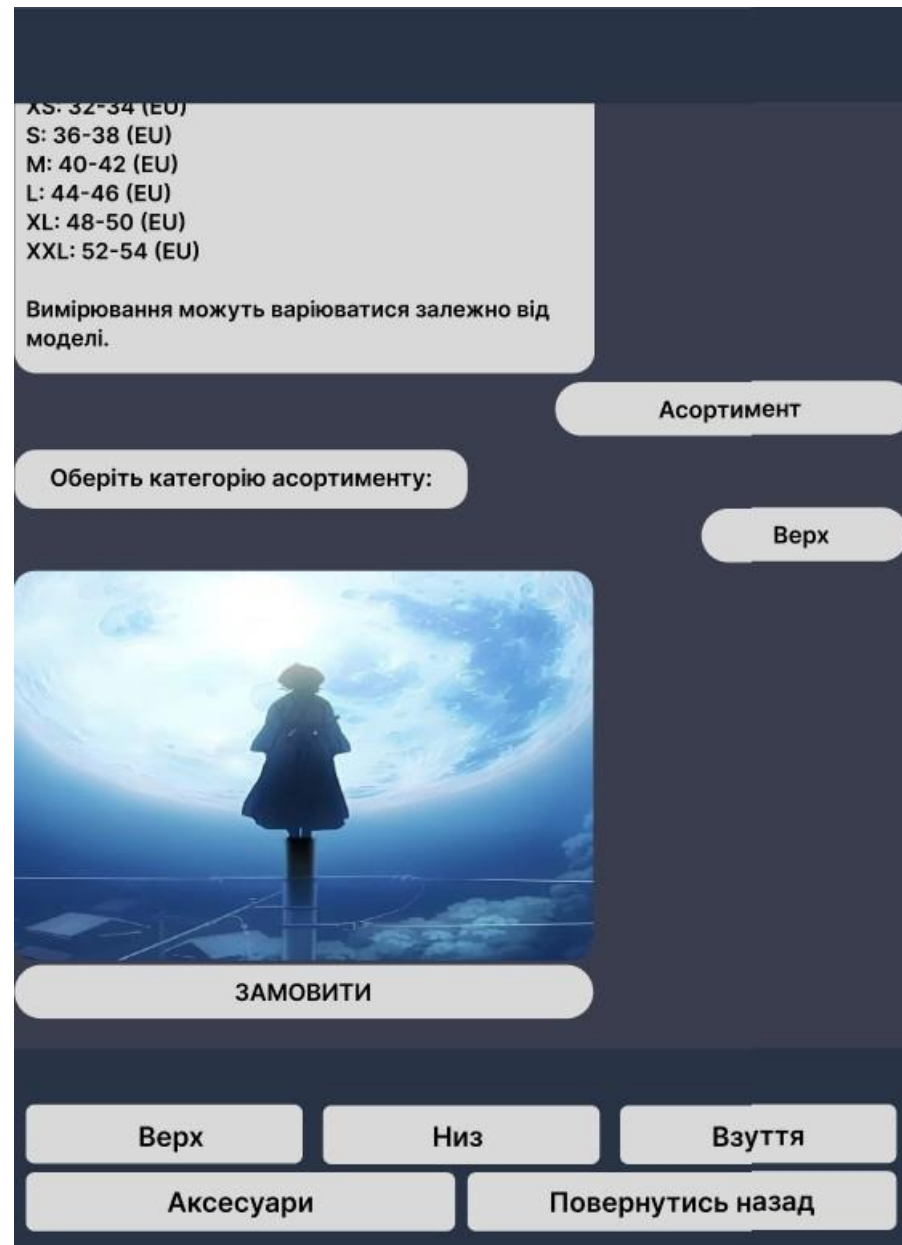 XS: 32-34 (EU)
S: 36-38 (EU)
M: 40-42 (EU)
L: 44-46 (EU)
XL: 48-50 (EU)
XXL: 52-54 (EU)
Вимірювання можуть варіюватися залежно від
моделі.
Асортимент
Оберіть категорію асортименту:
Верх
ЗАМОВИТИ
Верх
Низ
Взуття
Аксесуари
Повернутись назад